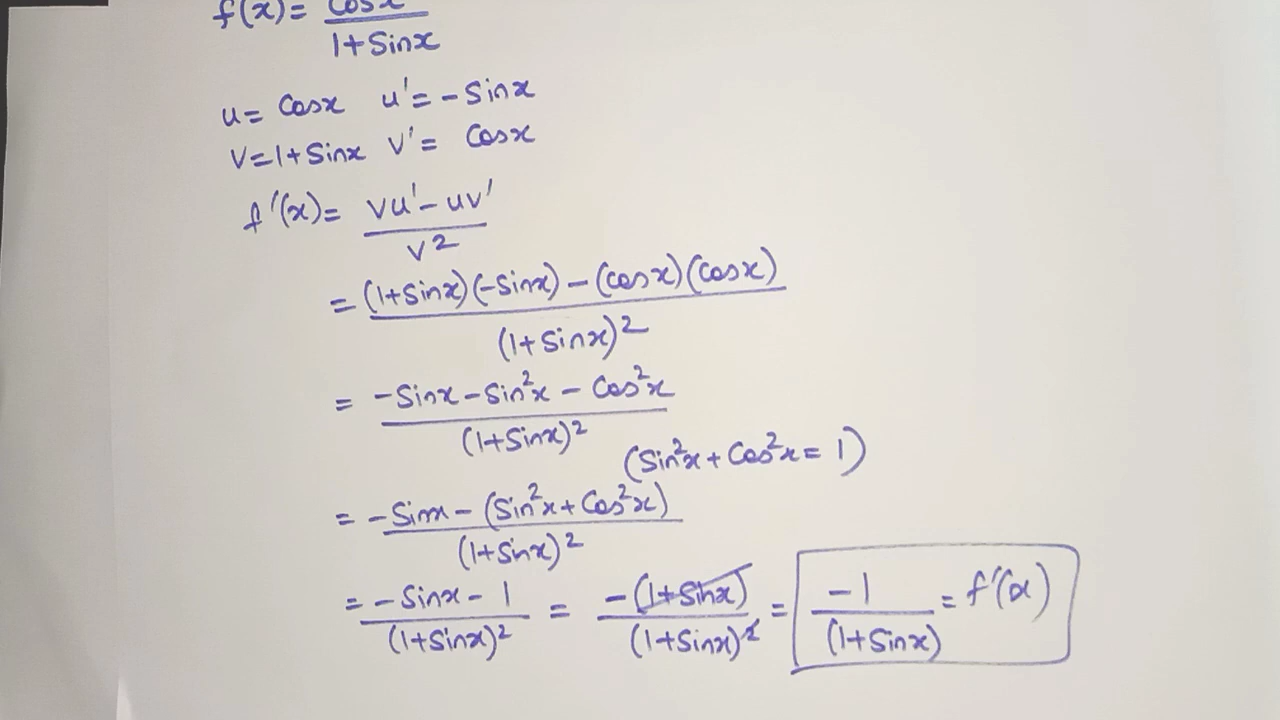 f(x) = cosx / 1+Sinx
u = Cosx u' = -Sinx
V=1+Sinx V' = Cosx
f'(x) = vu' - uv' / v²
= (1+Sinx)(-Sinx) - (cosx)(cosx) / (1+Sinx)²
= -Sinx - Sin²x - Cos²x / (1+Sinx)²
(Sin²x + Cos²x = 1)
= -Sinx - (Sin²x + Cos²x) / (1+Sinx)²
= -Sinx - 1 / (1+Sinx)² = -(1+Sinx) / (1+Sinx)² = -1 / (1+Sinx) = f'(x)